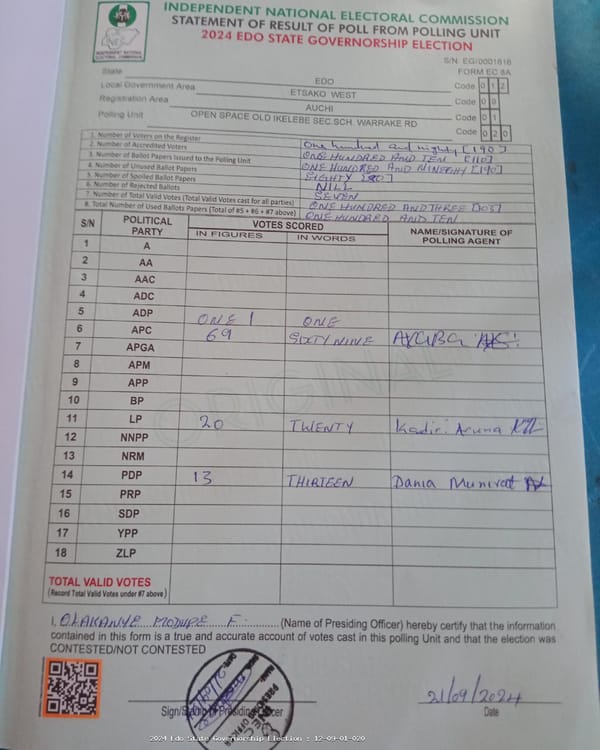 INDEPENDENT NATIONAL ELECTORAL COMMISSION
STATEMENT OF RESULT OF POLL FROM POLLING UNIT
2024 EDO STATE GOVERNORSHIP ELECTION
INDEPENDENT NATIONAL ELECTORAL COMMISSION
S/N EG/0001818
FORM EC 8A
State EDO Code 0 1 2
Local Government Area ETSAKO WEST Code 0 9
Registration Area AUCHI Code 0 1
Polling Unit OPEN SPACE OLD IKELEBE SEC.SCH. WARRAKE RD Code 0 2 0
1. Number of Voters on the Register One hundred and nighty [190]
2. Number of Accredited Voters ONE HUNDRED AND TEN [110]
3. Number of Ballot Papers Issued to the Polling Unit ONE HUNDRED AND NINEGHY [190]
4. Number of Unused Ballot Papers EIGHTY [80]
5. Number of Spoiled Ballot Papers NILL
6. Number of Rejected Ballots SEVEN
7. Number of Total Valid Votes (Total Valid Votes cast for all parties) ONE HUNDRED AND THREE [103]
8. Total Number of Used Ballots Papers (Total of #5 + #6 + #7 above) ONE HUNDRED AND TEN
S/N POLITICAL PARTY VOTES SCORED NAME/SIGNATURE OF POLLING AGENT
IN FIGURES IN WORDS
1 A
2 AA
3 AAC
4 ADC
5 ADP ONE 1 ONE
6 APC 69 SIXTY NINE
7 APGA
8 APM
9 APP
10 BP
11 LP 20 TWENTY Kadiri Aruna
12 NNPP
13 NRM
14 PDP 13 THIRTEEN Dania Munirat
15 PRP
16 SDP
17 YPP
18 ZLP
ORIGINAL
TOTAL VALID VOTES
(Record Total Valid Votes under #7 above)
I, OLAKANYE MODUPE F. (Name of Presiding Officer) hereby certify that the information
contained in this form is a true and accurate account of votes cast in this polling Unit and that the election was
CONTESTED/NOT CONTESTED
21/09/2024
Sign/Stamp of Presiding Officer Date
2024 Edo State Governorship Election : 12-09-01-020